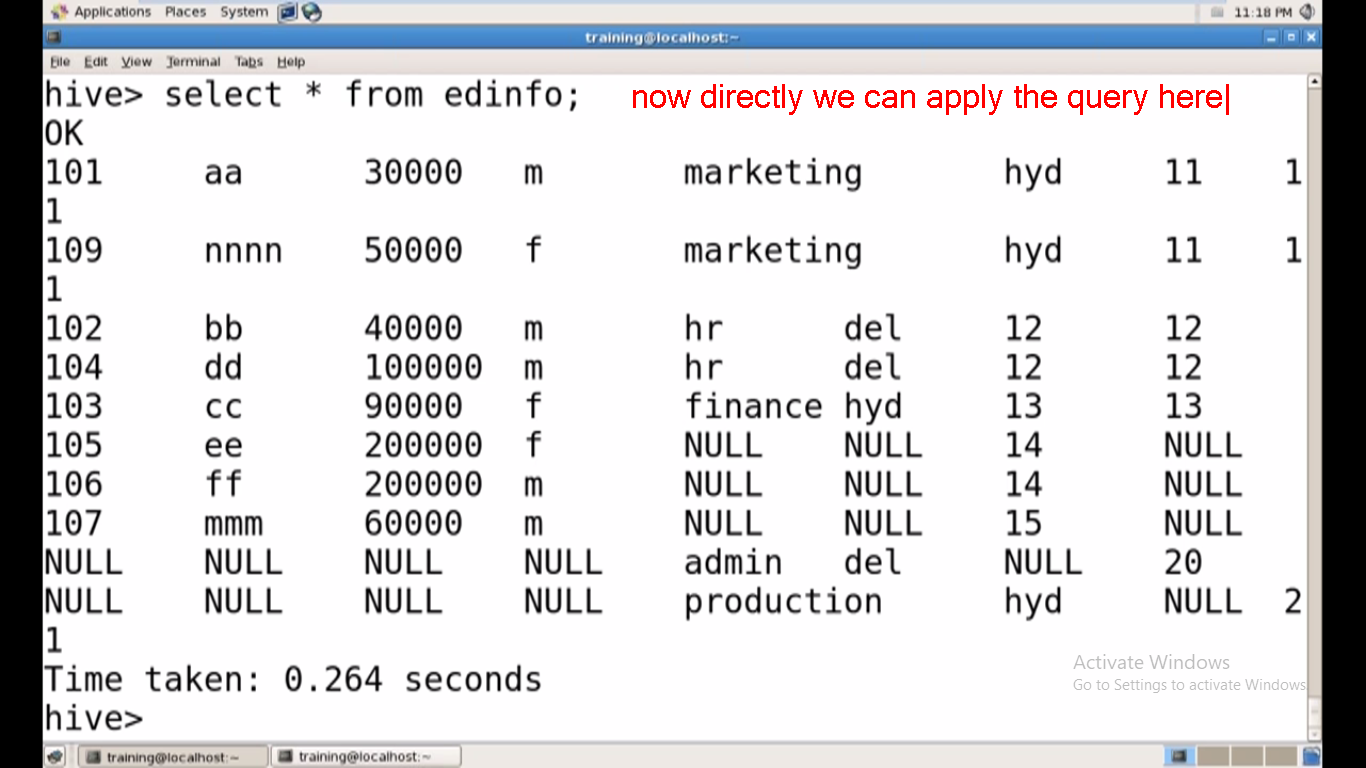 Applications Places System 11:18 PM
training@localhost:~
File Edit View Terminal Tabs Help
hive> select * from edinfo; now directly we can apply the query here
OK
101 aa 30000 m marketing hyd 11 1
1
109 nnnn 50000 f marketing hyd 11 1
1
102 bb 40000 m hr del 12 12
104 dd 100000 m hr del 12 12
103 cc 90000 f finance hyd 13 13
105 ee 200000 f NULL NULL 14 NULL
106 ff 200000 m NULL NULL 14 NULL
107 mmm 60000 m NULL NULL 15 NULL
NULL NULL NULL NULL admin del NULL 20
NULL NULL NULL NULL production hyd NULL 2
1
Time taken: 0.264 seconds
hive>
Activate Windows
Go to Settings to activate Windows
training@localhost:~ training@localhost:~